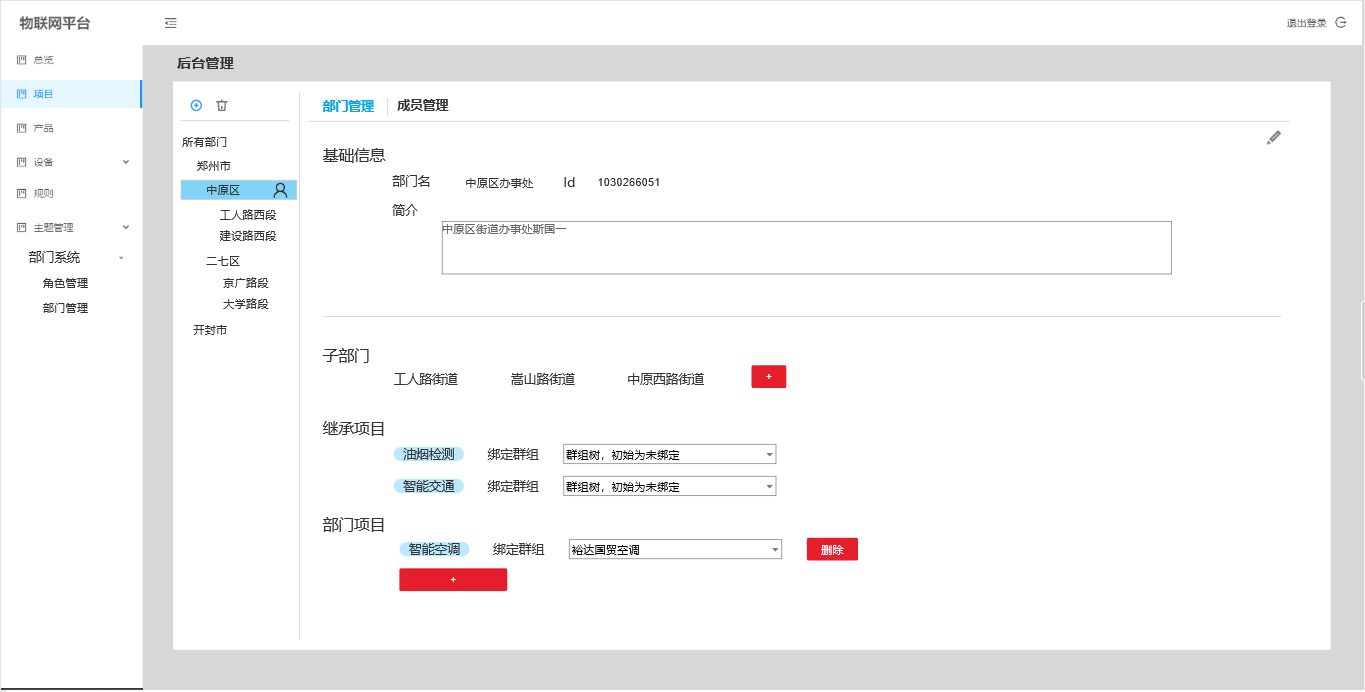 物联网平台
退出登录
总览
项目
产品
设备
规则
主题管理
部门系统
角色管理
部门管理
后台管理
所有部门
郑州市
中原区
工人路西段
建设路西段
二七区
京广路段
大学路段
开封市
部门管理 成员管理
基础信息
部门名 中原区办事处 Id 1030266051
简介
中原区街道办事处斯国一
子部门
工人路街道 嵩山路街道 中原西路街道 +
继承项目
油烟检测 绑定群组 群组树，初始为未绑定
智能交通 绑定群组 群组树，初始为未绑定
部门项目
智能空调 绑定群组 裕达国贸空调 删除
+